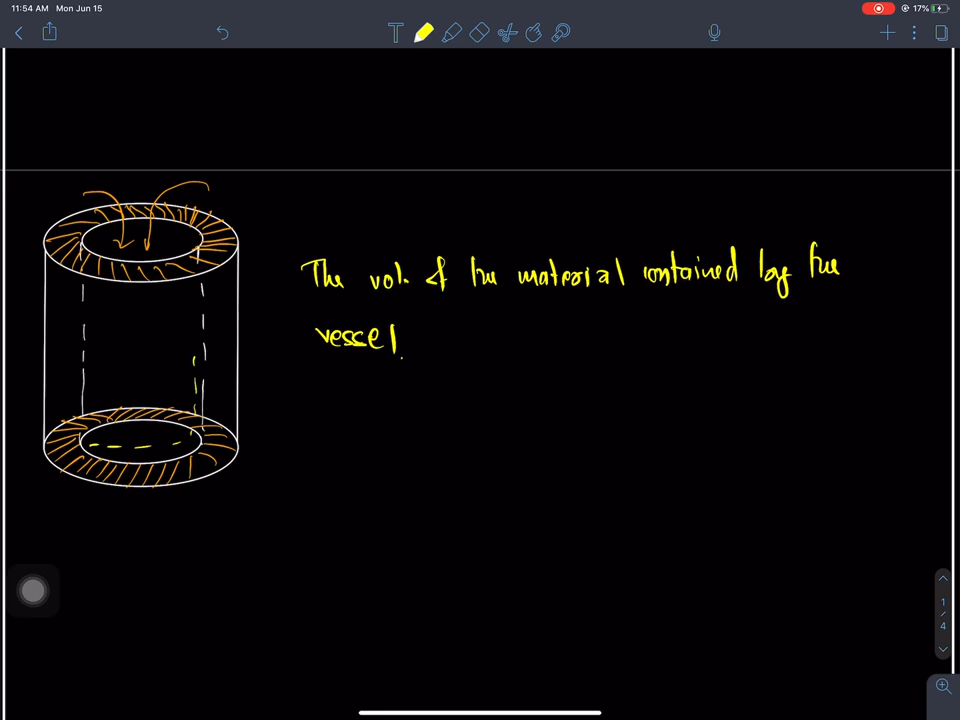 11:54 AM Mon Jun 15
17%
T
The vol. of the material contained by the
vessel.
1
/
4